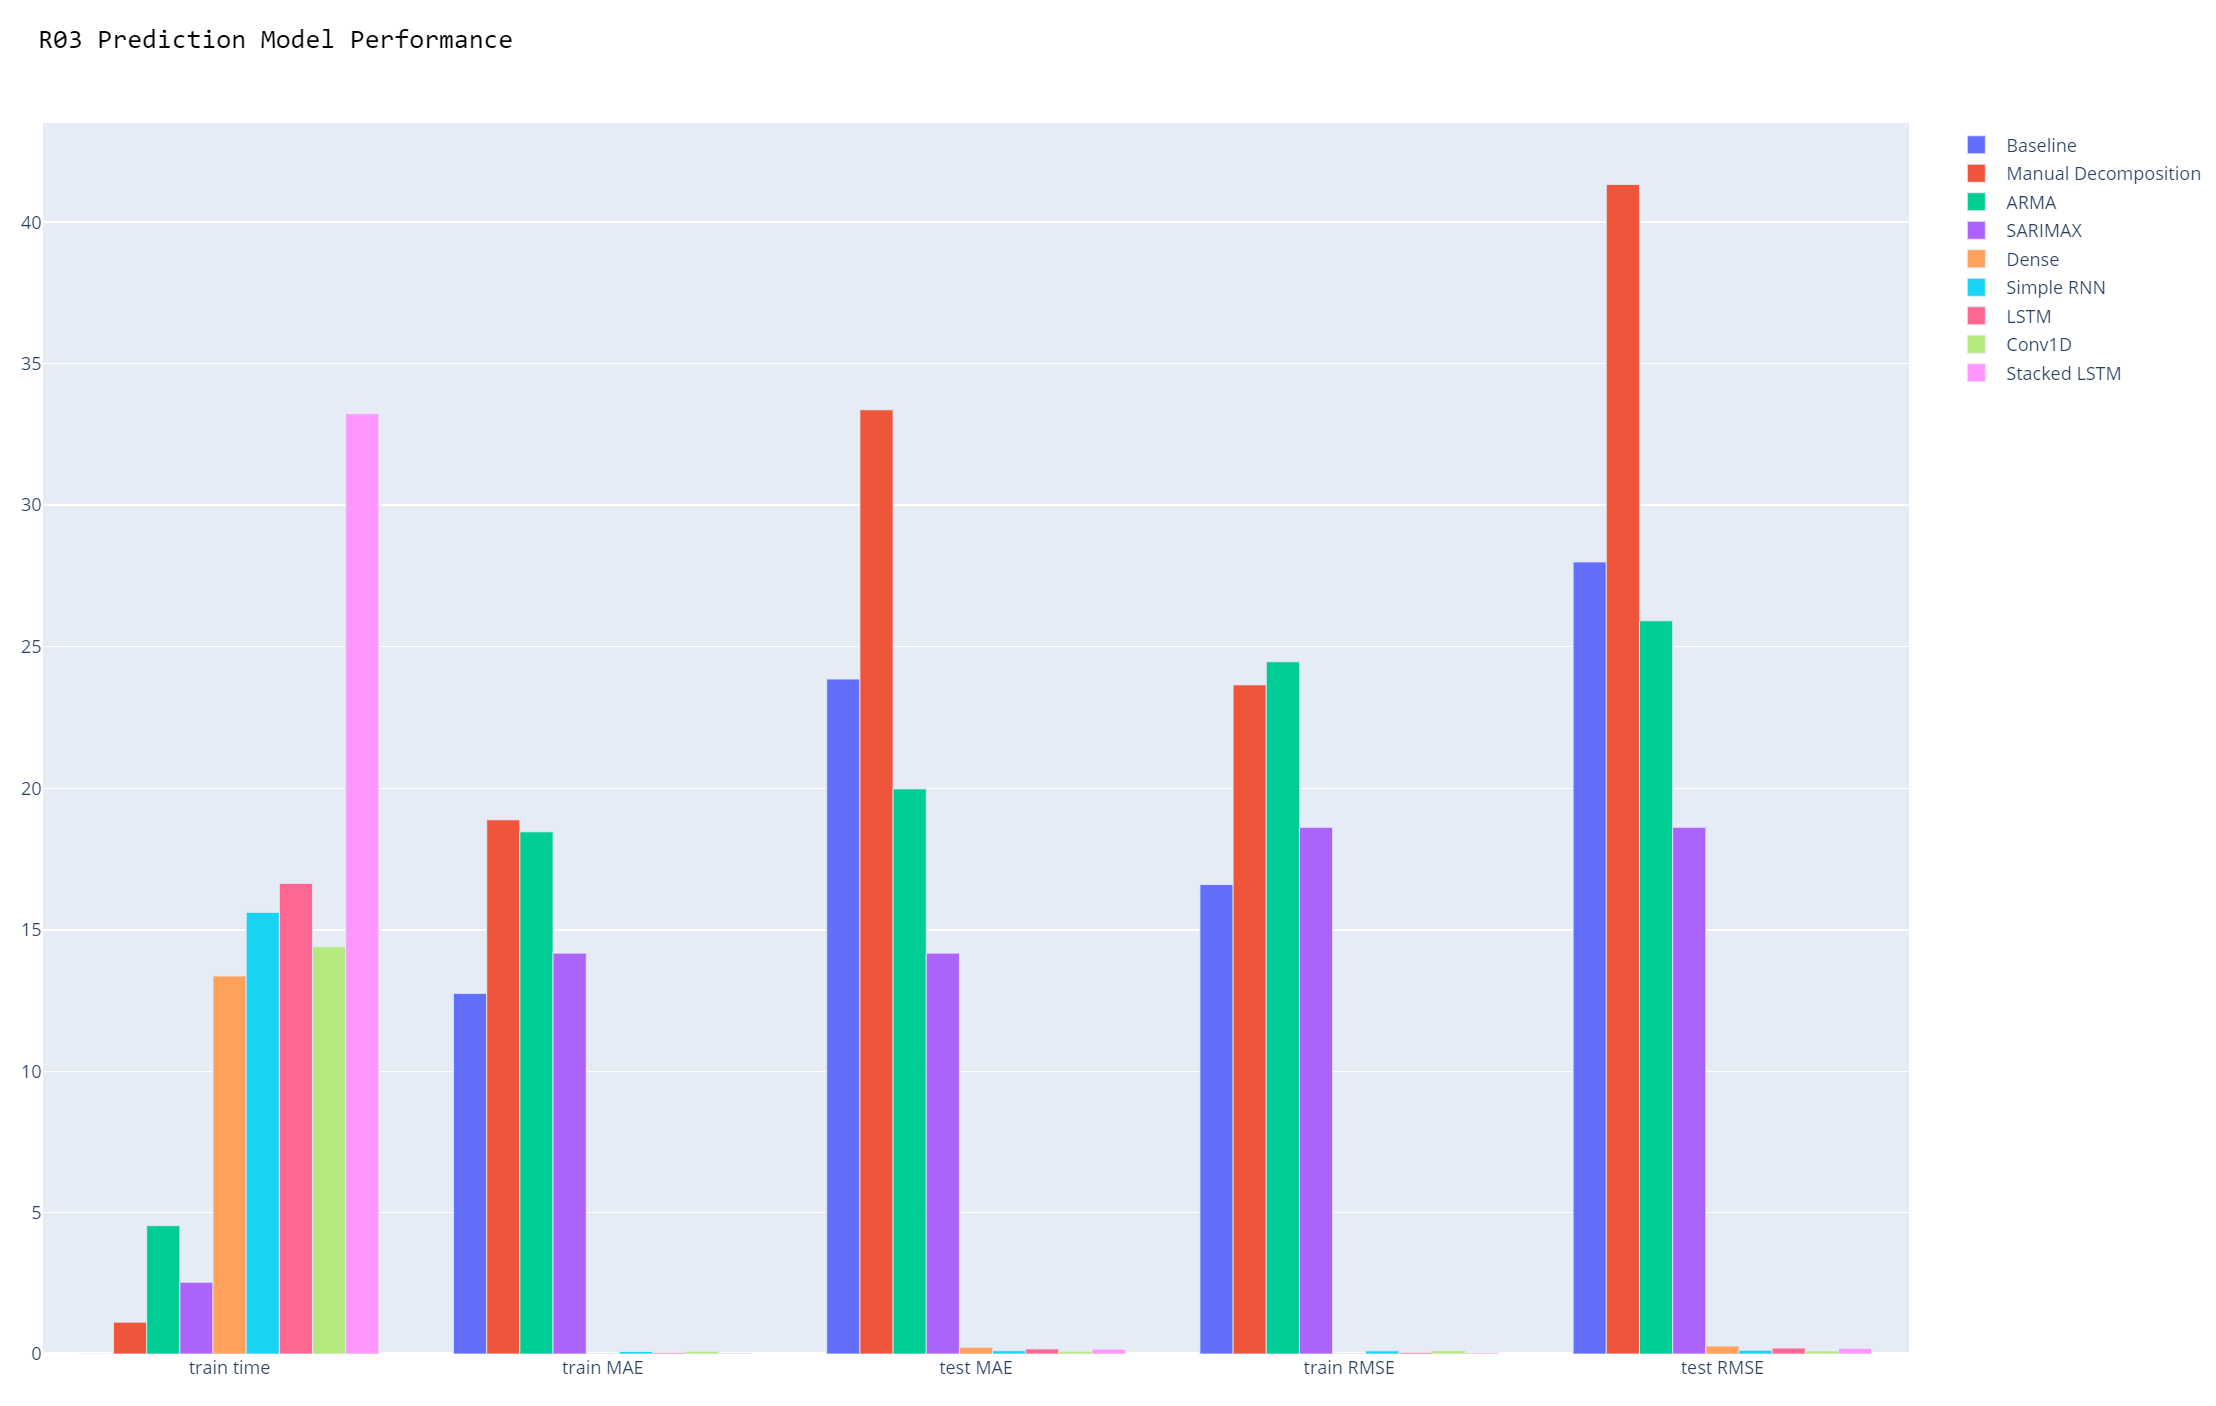 R03 Prediction Model Performance
Baseline
Manual Decomposition
ARMA
SARIMAX
Dense
Simple RNN
LSTM
Conv1D
Stacked LSTM
40
35
30
25
20
15
10
5
0
train time
train MAE
test MAE
train RMSE
test RMSE